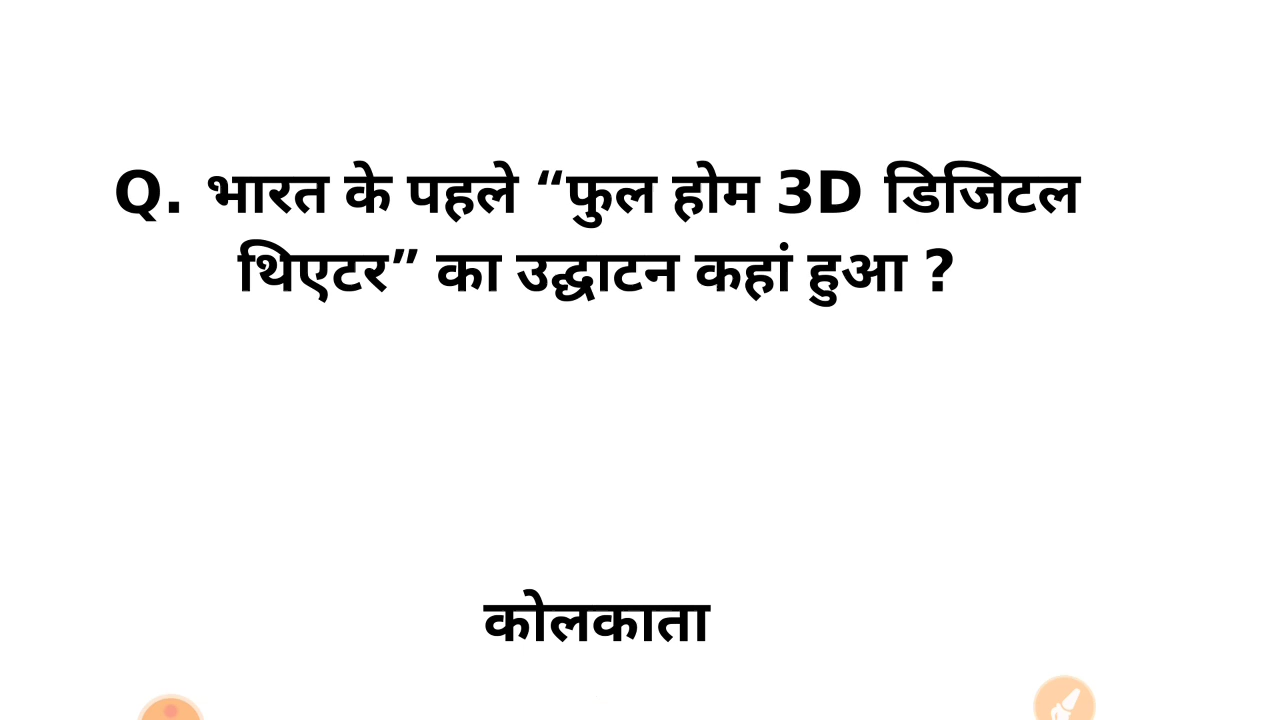 Q. भारत के पहले “फुल होम 3D डिजिटल
थिएटर” का उद्घाटन कहां हुआ ?
कोलकाता